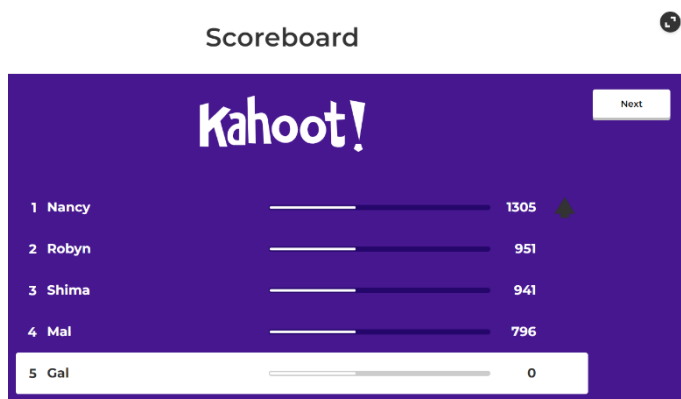 Scoreboard
Kahoot!
Next
1 Nancy 1305
2 Robyn 951
3 Shima 941
4 Mal 796
5 Gal 0